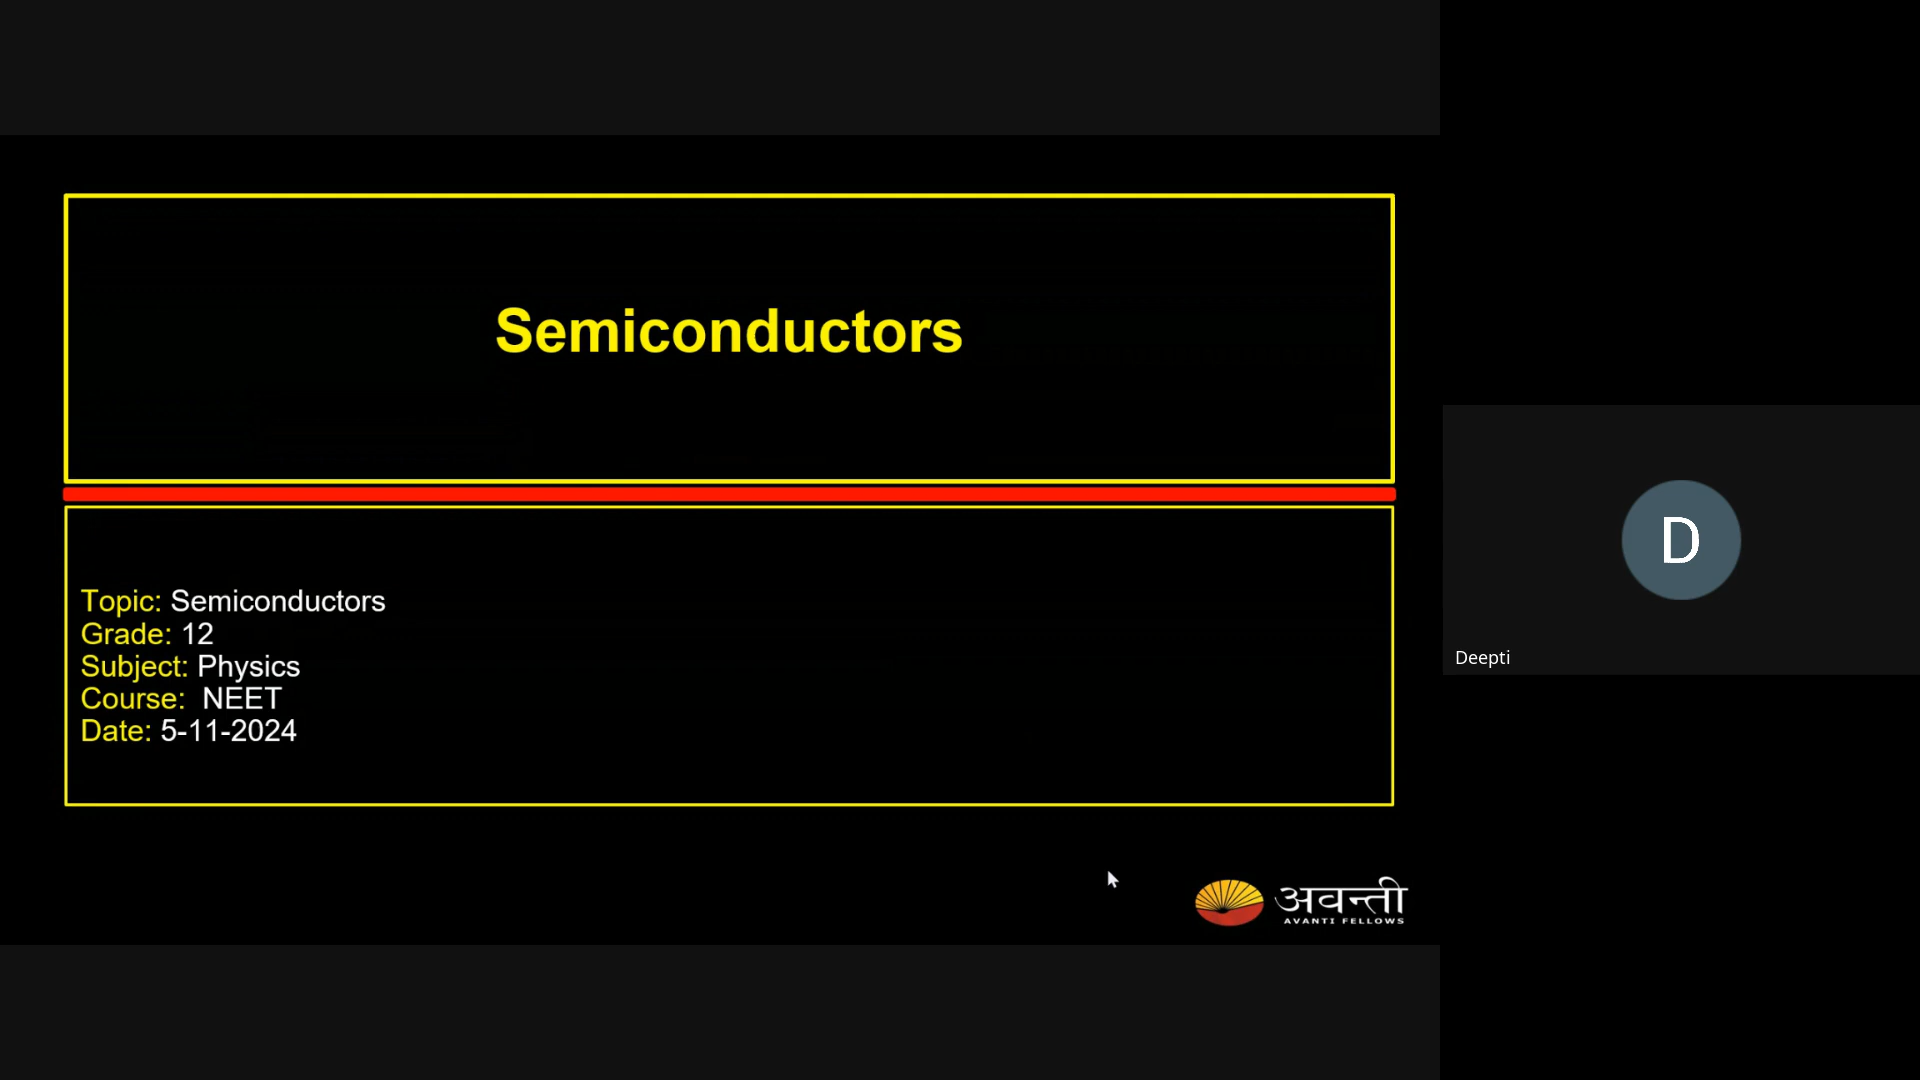 Semiconductors
Topic: Semiconductors
Grade: 12
Subject: Physics
Course: NEET
Date: 5-11-2024
अवन्ती
AVANTI FELLOWS
D
Deepti